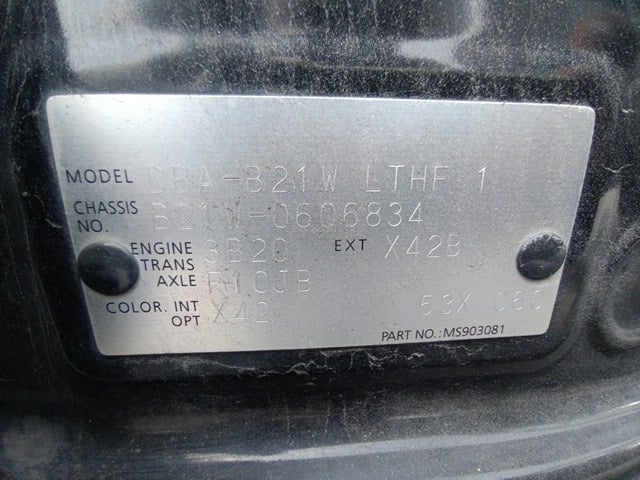 MODEL DBA-B21W LTHF 1
CHASSIS NO. B21W-0606834
ENGINE 3B20 EXT X42B
TRANS AXLE F1CJB
COLOR. INT OPT X42 53X 060
PART NO.:MS903081